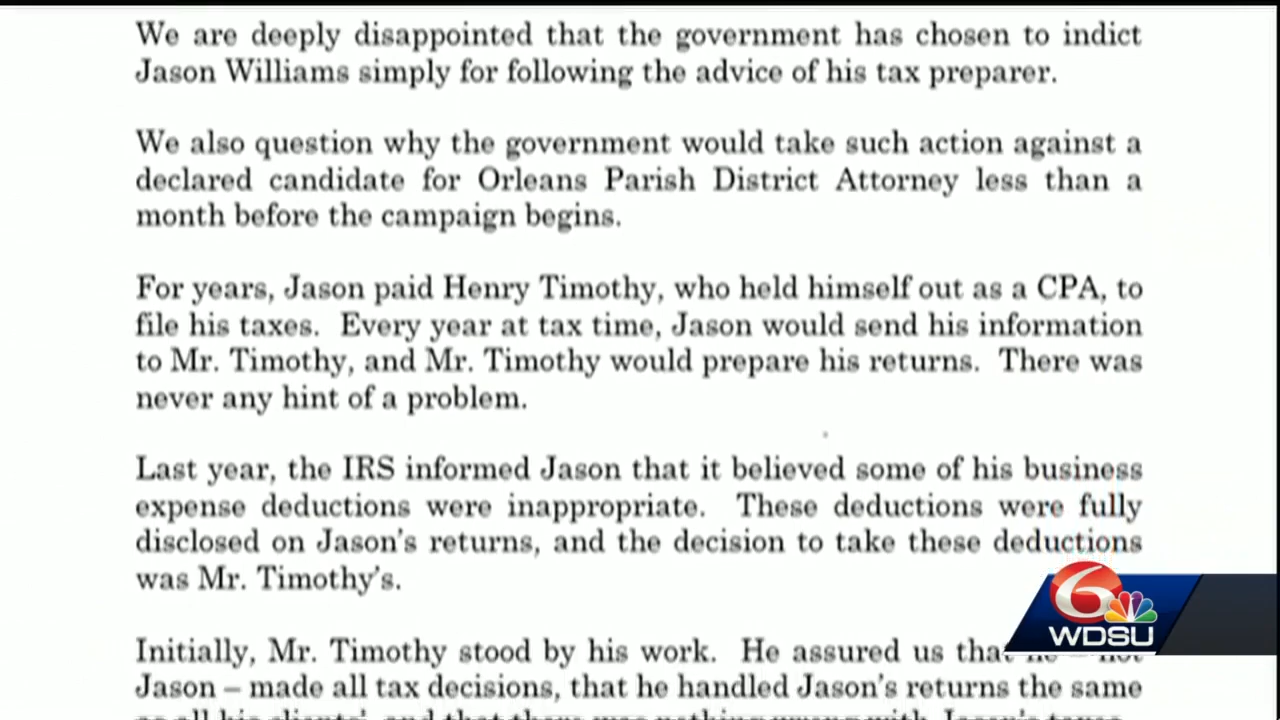 We are deeply disappointed that the government has chosen to indict
Jason Williams simply for following the advice of his tax preparer.
We also question why the government would take such action against a
declared candidate for Orleans Parish District Attorney less than a
month before the campaign begins.
For years, Jason paid Henry Timothy, who held himself out as a CPA, to
file his taxes. Every year at tax time, Jason would send his information
to Mr. Timothy, and Mr. Timothy would prepare his returns. There was
never any hint of a problem.
Last year, the IRS informed Jason that it believed some of his business
expense deductions were inappropriate. These deductions were fully
disclosed on Jason's returns, and the decision to take these deductions
was Mr. Timothy's.
Initially, Mr. Timothy stood by his work. He assured us that he – not
Jason – made all tax decisions, that he handled Jason's returns the same
6
WDSU